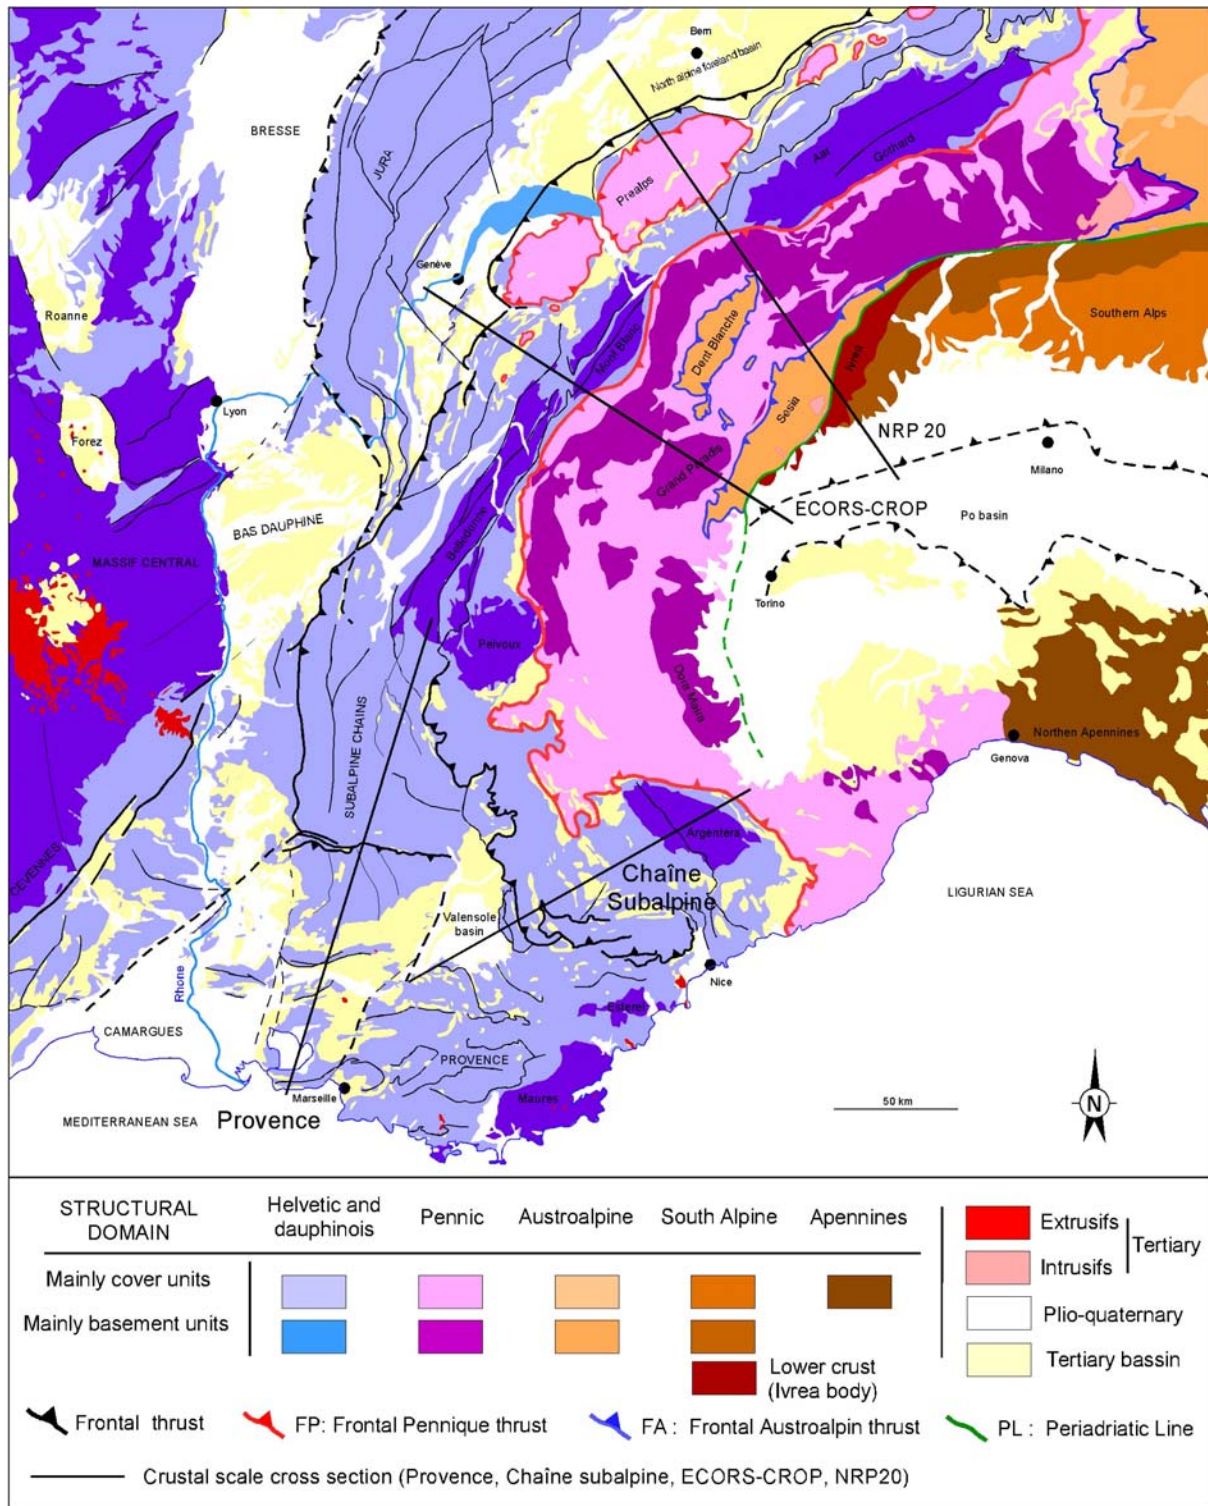 Bern
North alpine foreland basin
BRESSE
JURA
Aar
Gothard
Prealps
Genève
Roanne
Mont Blanc
Dent Blanche
Ivrea
Southern Alps
Lyon
Forez
Sesia
NRP 20
Milano
Grand Paradis
ECORS-CROP
Po basin
BAS DAUPHINE
Belledonne
MASSIF CENTRAL
Torino
Pelvoux
Dora Maira
SUBALPINE CHAINS
Northen Apennines
Genova
Argentera
CEVENNES
Chaîne
Subalpine
LIGURIAN SEA
Valensole
basin
Rhone
Nice
Esterel
CAMARGUES
PROVENCE
Marseille
Maures
MEDITERRANEAN SEA
Provence
50 km
N
STRUCTURAL
DOMAIN
Helvetic and
dauphinois
Pennic
Austroalpine
South Alpine
Apennines
Mainly cover units
Mainly basement units
Lower crust
(Ivrea body)
Extrusifs
Intrusifs
Tertiary
Plio-quaternary
Tertiary bassin
Frontal thrust
FP: Frontal Pennique thrust
FA : Frontal Austroalpin thrust
PL : Periadriatic Line
Crustal scale cross section (Provence, Chaîne subalpine, ECORS-CROP, NRP20)